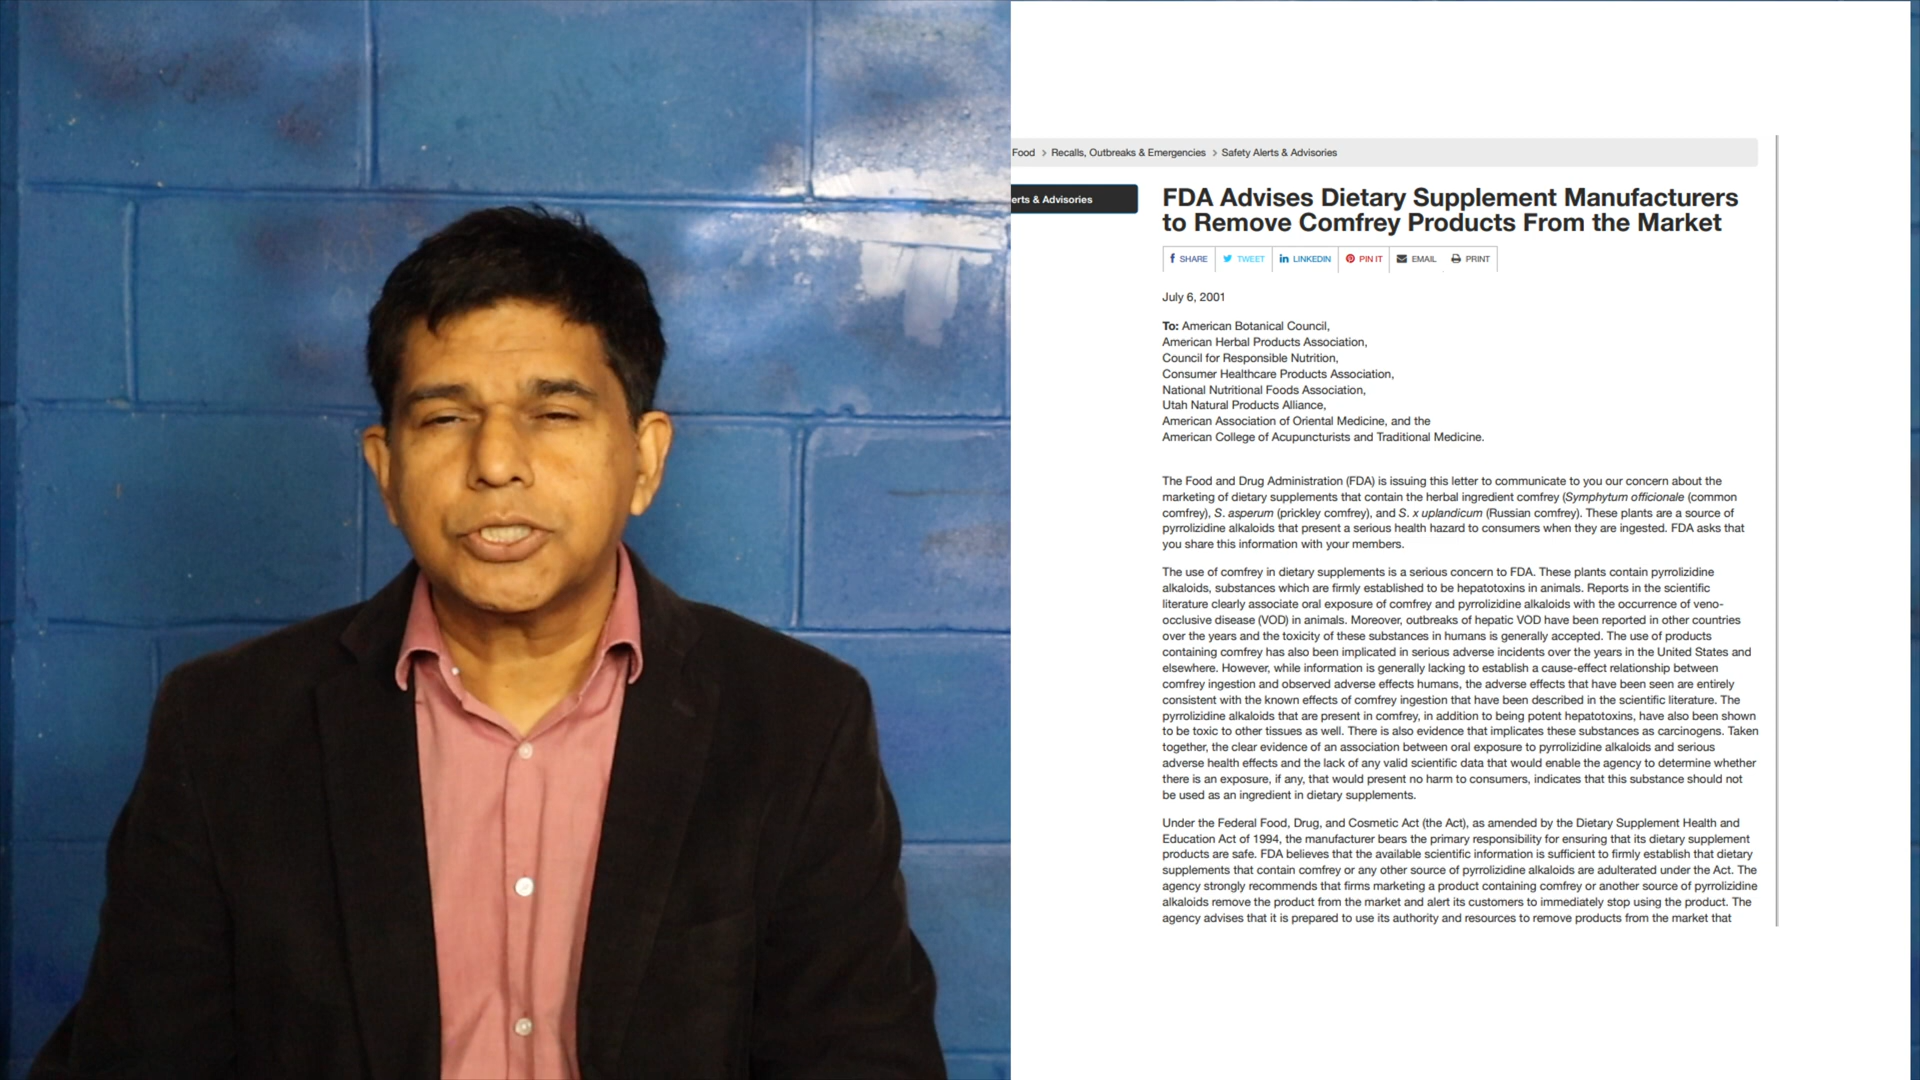 Food > Recalls, Outbreaks & Emergencies > Safety Alerts & Advisories
erts & Advisories
FDA Advises Dietary Supplement Manufacturers
to Remove Comfrey Products From the Market
SHARE TWEET LINKEDIN PIN IT EMAIL PRINT
July 6, 2001
To: American Botanical Council,
American Herbal Products Association,
Council for Responsible Nutrition,
Consumer Healthcare Products Association,
National Nutritional Foods Association,
Utah Natural Products Alliance,
American Association of Oriental Medicine, and the
American College of Acupuncturists and Traditional Medicine.
The Food and Drug Administration (FDA) is issuing this letter to communicate to you our concern about the
marketing of dietary supplements that contain the herbal ingredient comfrey (Symphytum officionale (common
comfrey), S. asperum (prickley comfrey), and S. x uplandicum (Russian comfrey). These plants are a source of
pyrrolizidine alkaloids that present a serious health hazard to consumers when they are ingested. FDA asks that
you share this information with your members.
The use of comfrey in dietary supplements is a serious concern to FDA. These plants contain pyrrolizidine
alkaloids, substances which are firmly established to be hepatotoxins in animals. Reports in the scientific
literature clearly associate oral exposure of comfrey and pyrrolizidine alkaloids with the occurrence of veno-
occlusive disease (VOD) in animals. Moreover, outbreaks of hepatic VOD have been reported in other countries
over the years and the toxicity of these substances in humans is generally accepted. The use of products
containing comfrey has also been implicated in serious adverse incidents over the years in the United States and
elsewhere. However, while information is generally lacking to establish a cause-effect relationship between
comfrey ingestion and observed adverse effects humans, the adverse effects that have been seen are entirely
consistent with the known effects of comfrey ingestion that have been described in the scientific literature. The
pyrrolizidine alkaloids that are present in comfrey, in addition to being potent hepatotoxins, have also been shown
to be toxic to other tissues as well. There is also evidence that implicates these substances as carcinogens. Taken
together, the clear evidence of an association between oral exposure to pyrrolizidine alkaloids and serious
adverse health effects and the lack of any valid scientific data that would enable the agency to determine whether
there is an exposure, if any, that would present no harm to consumers, indicates that this substance should not
be used as an ingredient in dietary supplements.
Under the Federal Food, Drug, and Cosmetic Act (the Act), as amended by the Dietary Supplement Health and
Education Act of 1994, the manufacturer bears the primary responsibility for ensuring that its dietary supplement
products are safe. FDA believes that the available scientific information is sufficient to firmly establish that dietary
supplements that contain comfrey or any other source of pyrrolizidine alkaloids are adulterated under the Act. The
agency strongly recommends that firms marketing a product containing comfrey or another source of pyrrolizidine
alkaloids remove the product from the market and alert its customers to immediately stop using the product. The
agency advises that it is prepared to use its authority and resources to remove products from the market that